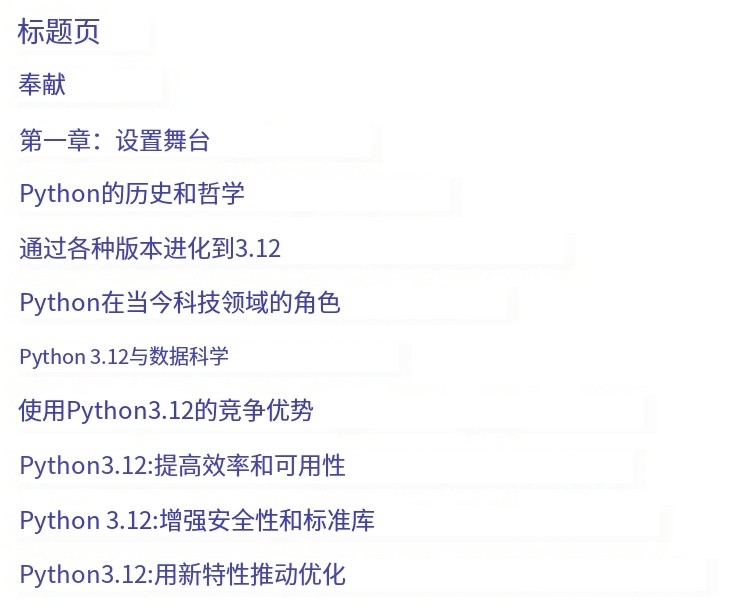 标题页
奉献
第一章：设置舞台
Python的历史和哲学
通过各种版本进化到3.12
Python在当今科技领域的角色
Python 3.12与数据科学
使用Python3.12的竞争优势
Python3.12:提高效率和可用性
Python 3.12:增强安全性和标准库
Python3.12:用新特性推动优化